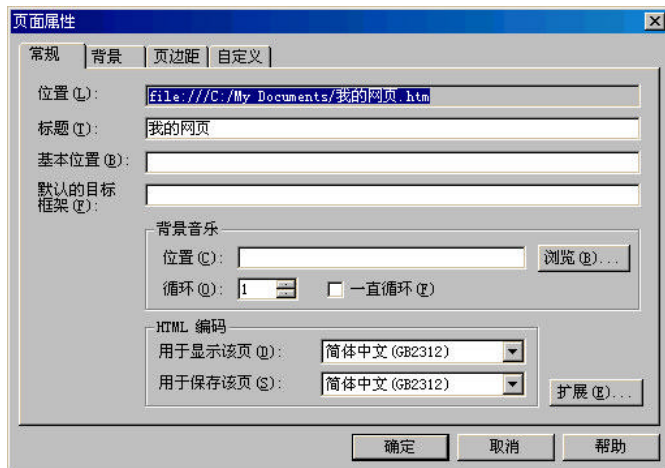 页面属性
常规 背景 页边距 自定义
位置(L): file:///C:/My Documents/我的网页.htm
标题(T): 我的网页
基本位置(B):
默认的目标
框架(F):
背景音乐
位置(C): 浏览(B)...
循环(O): 1 一直循环(F)
HTML 编码
用于显示该页(D): 简体中文(GB2312)
用于保存该页(S): 简体中文(GB2312)
扩展(E)...
确定 取消 帮助